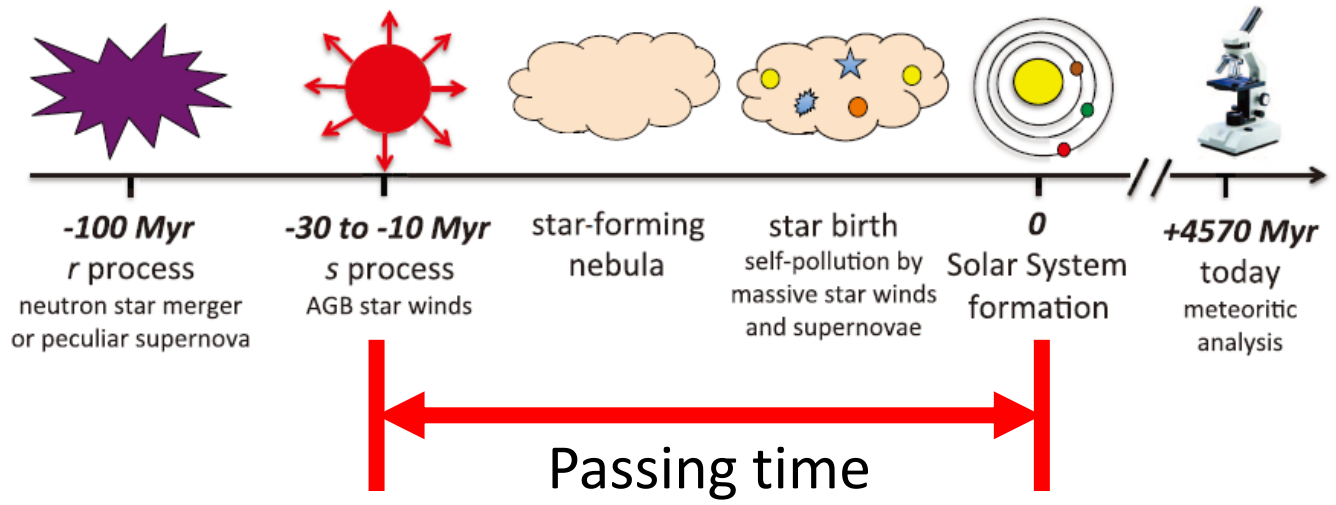 -100 Myr
r process
neutron star merger
or peculiar supernova
-30 to -10 Myr
s process
AGB star winds
star-forming
nebula
star birth
self-pollution by
massive star winds
and supernovae
0
Solar System
formation
+4570 Myr
today
meteoritic
analysis
Passing time